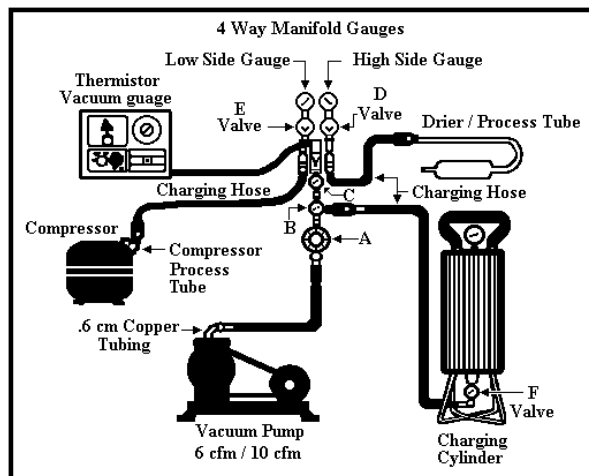 4 Way Manifold Gauges
Low Side Gauge
High Side Gauge
Thermistor
Vacuum guage
E
Valve
D
Valve
Drier / Process Tube
Charging Hose
C
Charging Hose
B
A
Compressor
Compressor
Process
Tube
.6 cm Copper
Tubing
F
Valve
Vacuum Pump
6 cfm / 10 cfm
Charging
Cylinder